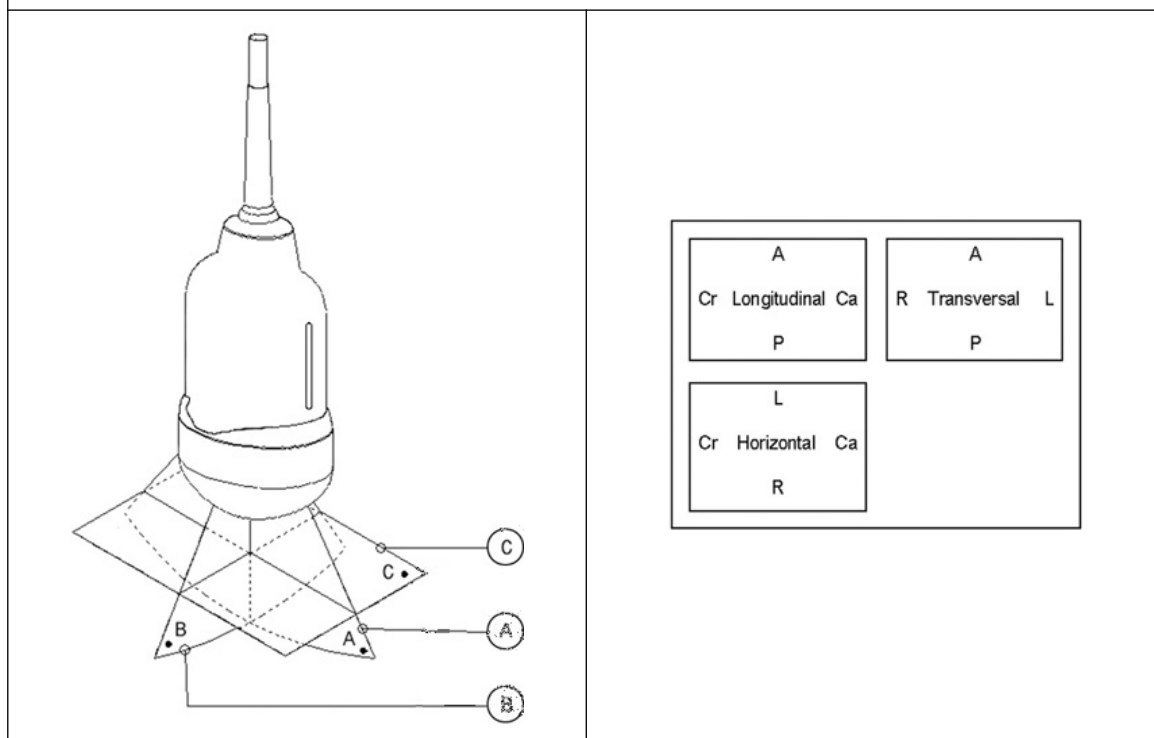 C
C
B
A
A
B
A
A
Cr Longitudinal Ca
R Transversal L
P
P
L
Cr Horizontal Ca
R